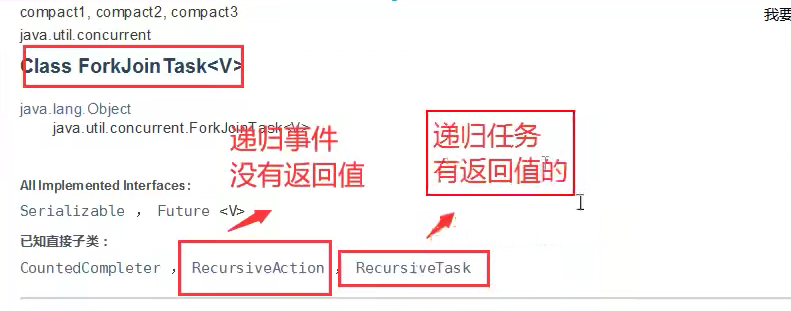 compact1, compact2, compact3
我要
java.util.concurrent
Class ForkJoinTask<V>
java.lang.Object
java.util.concurrent.ForkJoinTask<V>
递归事件
没有返回值
递归任务
有返回值的
All Implemented Interfaces:
Serializable ， Future <V>
已知直接子类：
CountedCompleter ， RecursiveAction ， RecursiveTask